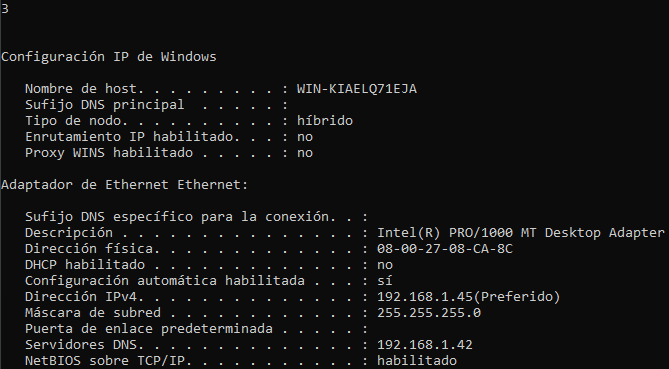 3
Configuración IP de Windows
Nombre de host. . . . . . . . . : WIN-KIAELQ71EJA
Sufijo DNS principal  . . . . . :
Tipo de nodo. . . . . . . . . . : híbrido
Enrutamiento IP habilitado. . . : no
Proxy WINS habilitado . . . . . : no
Adaptador de Ethernet Ethernet:
Sufijo DNS específico para la conexión. . :
Descripción . . . . . . . . . . . . . . . : Intel(R) PRO/1000 MT Desktop Adapter
Dirección física. . . . . . . . . . . . . : 08-00-27-08-CA-8C
DHCP habilitado . . . . . . . . . . . . . : no
Configuración automática habilitada . . . : sí
Dirección IPv4. . . . . . . . . . . . . . : 192.168.1.45(Preferido)
Máscara de subred . . . . . . . . . . . . : 255.255.255.0
Puerta de enlace predeterminada . . . . . :
Servidores DNS. . . . . . . . . . . . . . : 192.168.1.42
NetBIOS sobre TCP/IP. . . . . . . . . . . : habilitado